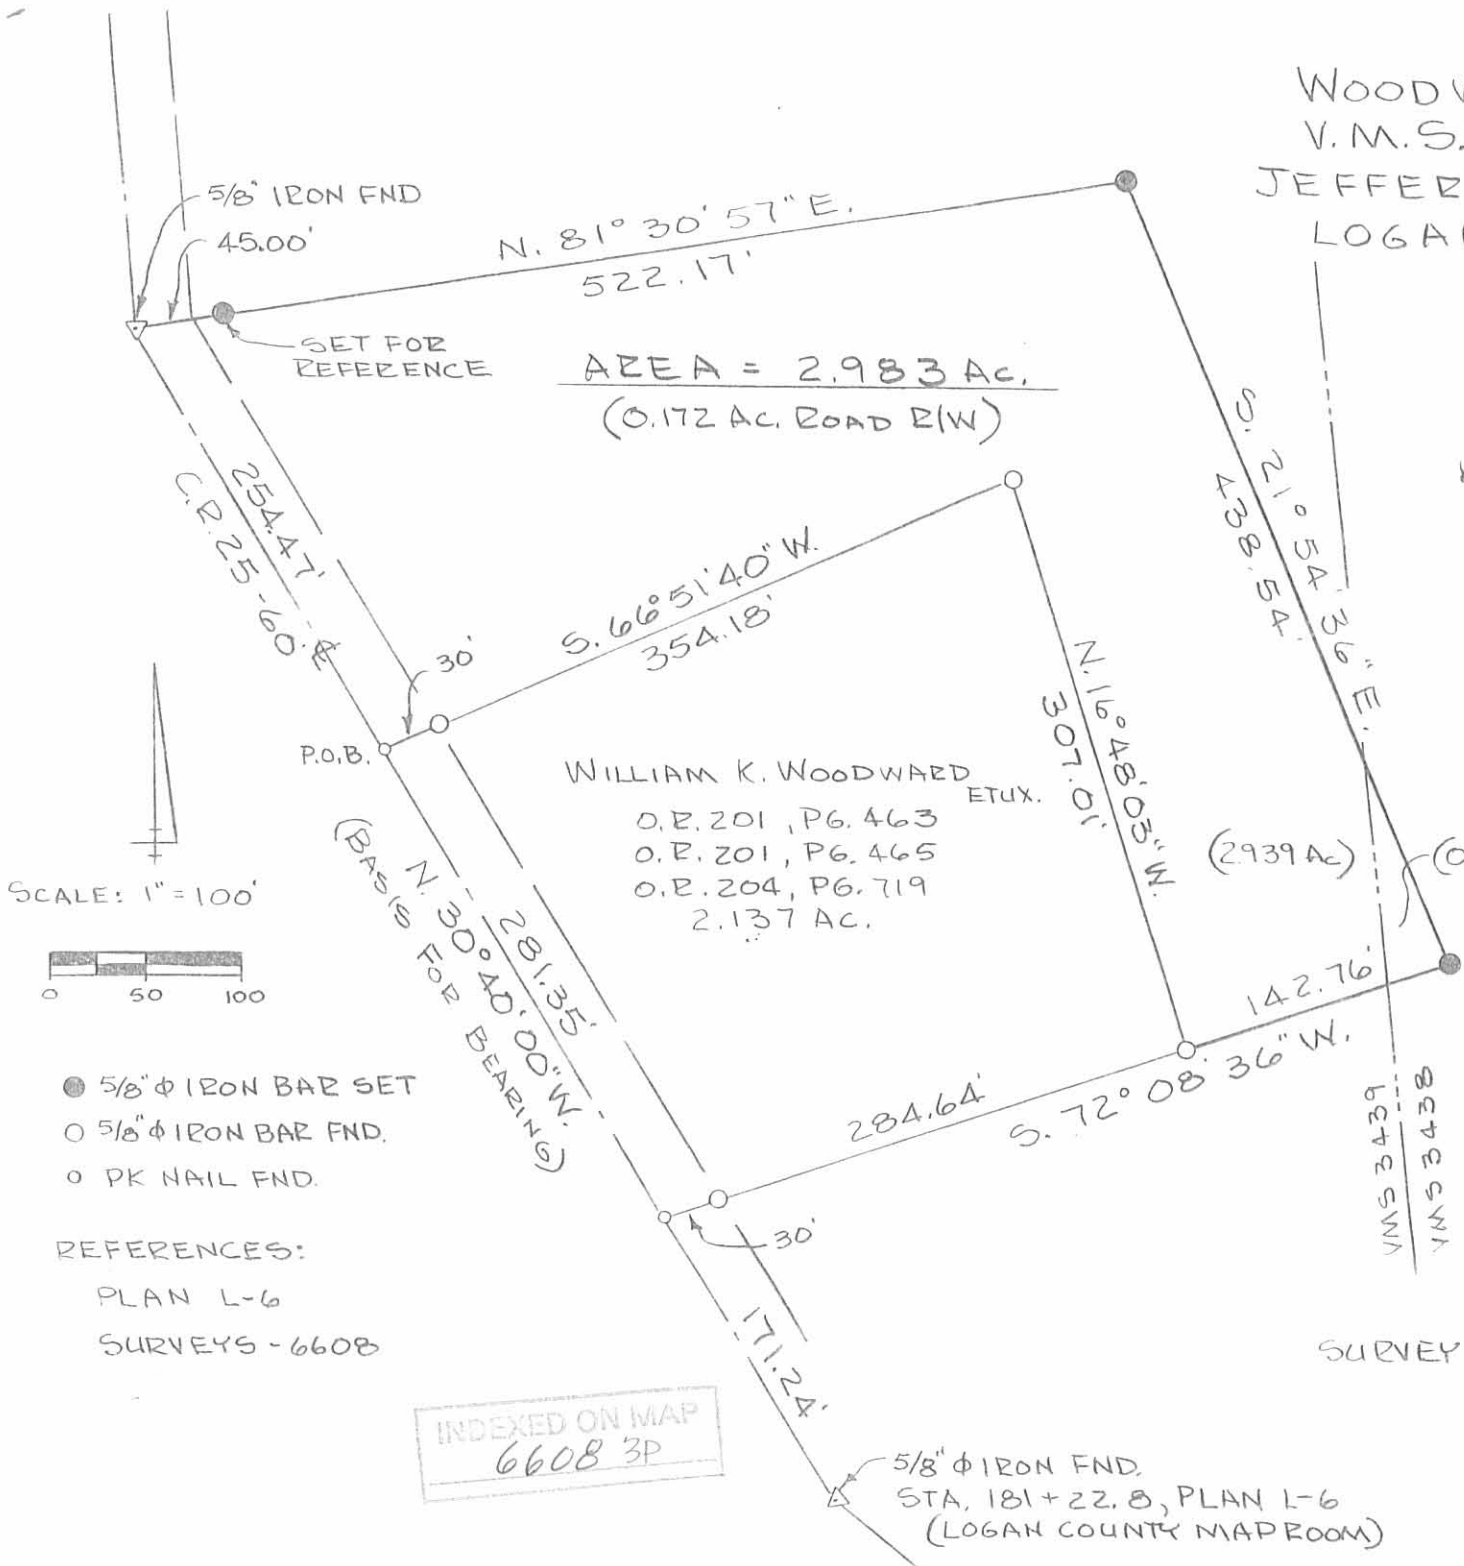 WOOD
V. M. S.
JEFFER
LOGA
5/8" IRON FND
45.00'
N. 81° 30' 57" E.
522.17'
SET FOR
REFERENCE
AREA = 2.983 AC.
(0.172 AC. ROAD R/W)
S. 21° 54' 36" E.
438.54'
254.47'
C.R. 25 - 60'
S. 66° 51' 40" W.
354.18'
30'
P.O.B.
N. 16° 48' 03" W.
307.01'
WILLIAM K. WOODWARD
ETUX.
O.R. 201, PG. 463
O.R. 201, PG. 465
O.R. 204, PG. 719
2.137 AC.
(2.939 AC)
(0
SCALE: 1" = 100'
0 50 100
N. 30° 40' 00" W.
(BASIS FOR BEARING)
281.35'
142.76'
284.64'
S. 72° 08' 36" W.
VMS 3439
VMS 3438
5/8" ϕ IRON BAR SET
5/8" ϕ IRON BAR FND.
PK NAIL FND.
30'
REFERENCES:
PLAN L-6
SURVEYS - 6608
171.24'
SURVEY
INDEXED ON MAP
6608 3P
5/8" ϕ IRON FND.
STA. 181 + 22.8, PLAN L-6
(LOGAN COUNTY MAP ROOM)